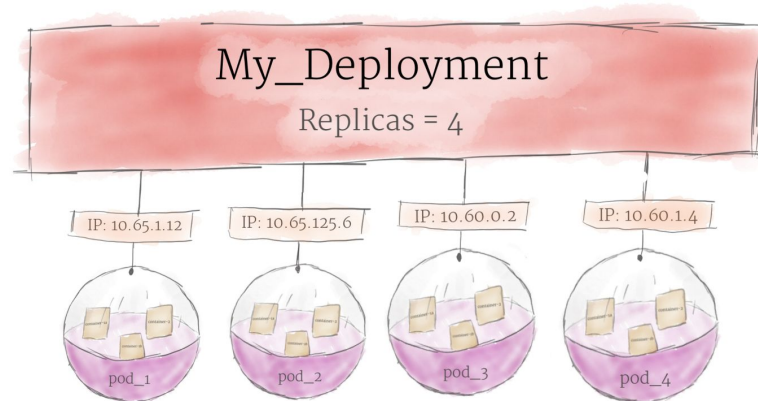 My_Deployment
Replicas = 4
IP: 10.65.1.12
IP: 10.65.125.6
IP: 10.60.0.2
IP: 10.60.1.4
pod_1
pod_2
pod_3
pod_4